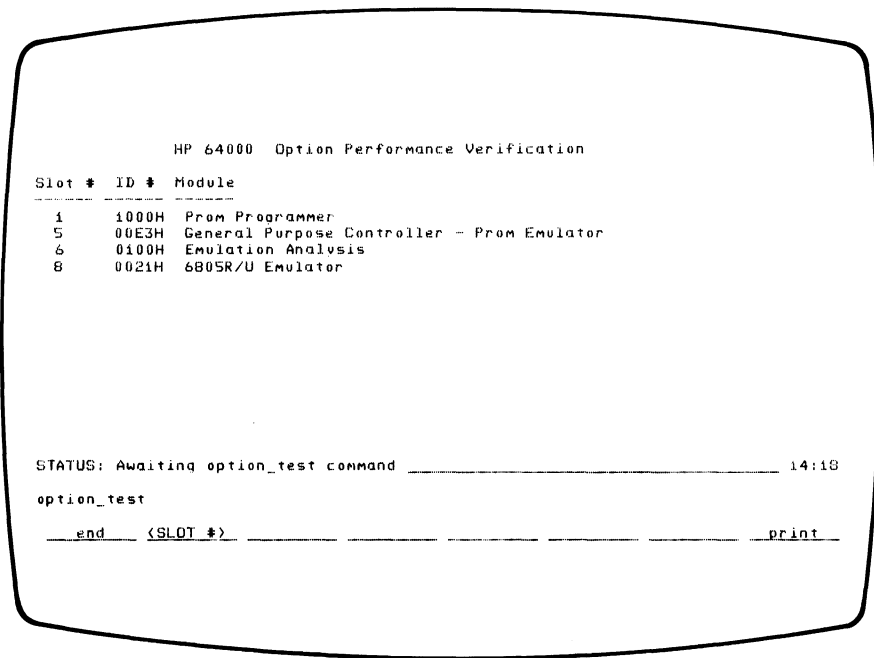 HP 64000 Option Performance Verification
Slot # ID # Module
1 1000H Prom Programmer
5 00E3H General Purpose Controller - Prom Emulator
6 0100H Emulation Analysis
8 0021H 6805R/U Emulator
STATUS: Awaiting option_test command 14:18
option_test
end <SLOT #> print